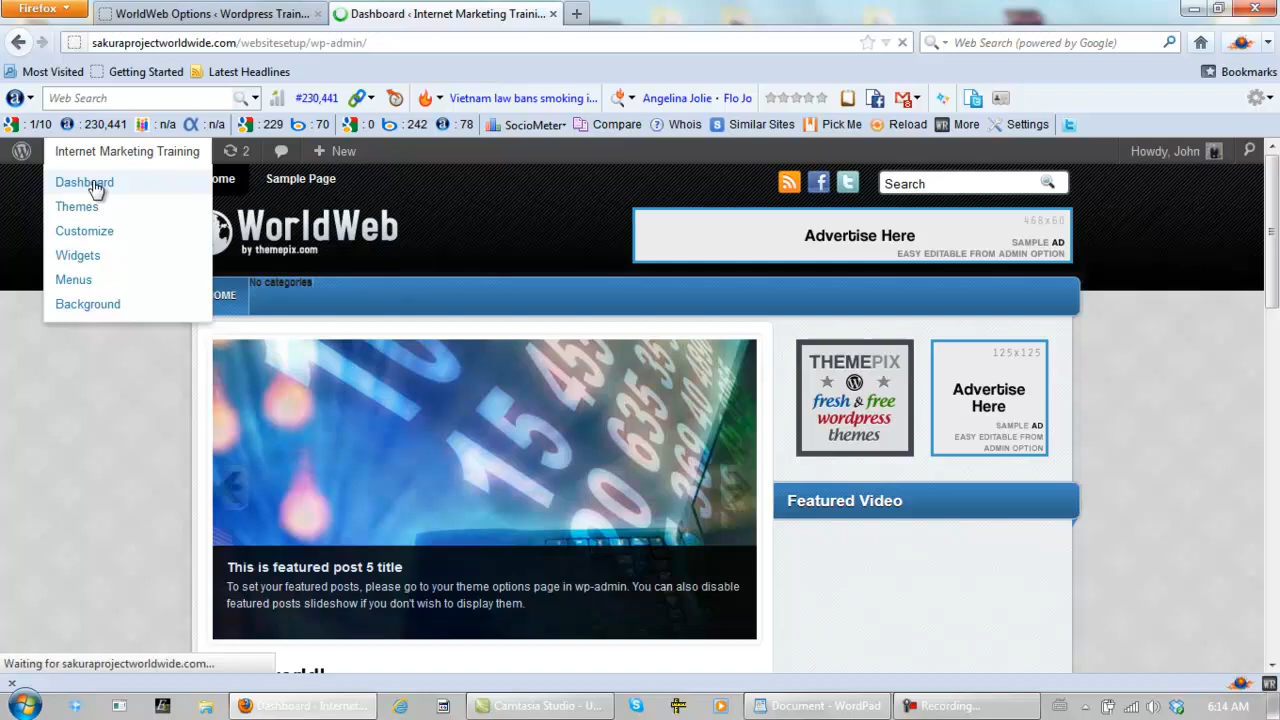 Firefox
WorldWeb Options ‹ Wordpress Train...
Dashboard ‹ Internet Marketing Traini...
sakuraprojectworldwide.com/websitesetup/wp-admin/
Web Search (powered by Google)
Most Visited Getting Started Latest Headlines Bookmarks
Web Search #230,441 Vietnam law bans smoking i... Angelina Jolie · Flo Jo
: 1/10 : 230,441 : n/a : n/a : 229 : 70 : 0 : 242 : 78 SocioMeter Compare Whois Similar Sites Pick Me Reload More Settings
Internet Marketing Training 2 New Howdy, John
Dashboard
Themes
Customize
Widgets
Menus
Background
ome Sample Page
Search
WorldWeb
by themepix.com
468x60
Advertise Here
SAMPLE AD
EASY EDITABLE FROM ADMIN OPTION
OME No categories
THEMEPIX
fresh & free
wordpress
themes
125x125
Advertise
Here
SAMPLE AD
EASY EDITABLE FROM
ADMIN OPTION
Featured Video
10 15 453 635 369
This is featured post 5 title
To set your featured posts, please go to your theme options page in wp-admin. You can also disable
featured posts slideshow if you don't wish to display them.
Waiting for sakuraprojectworldwide.com...
Dashboard - Internet... Camtasia Studio - U... Document - WordPad Recording... 6:14 AM